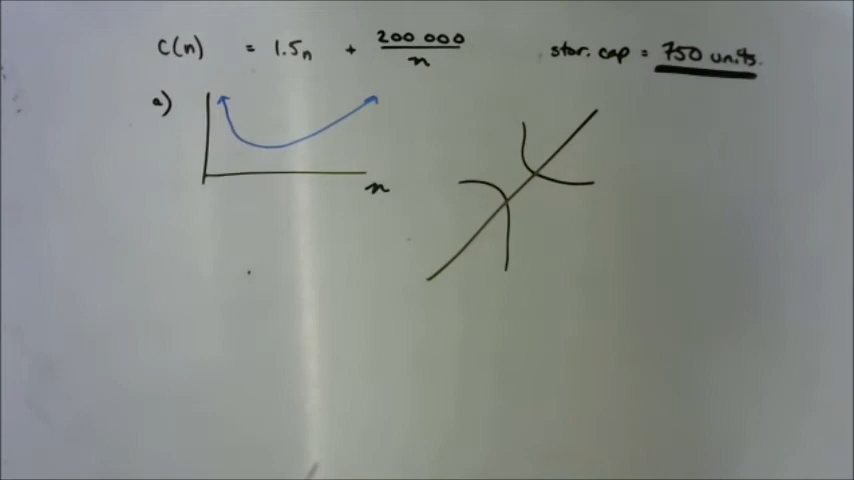 C(n) = 1.5n + 200 000 / n stor. cap = 750 units.
a)
n